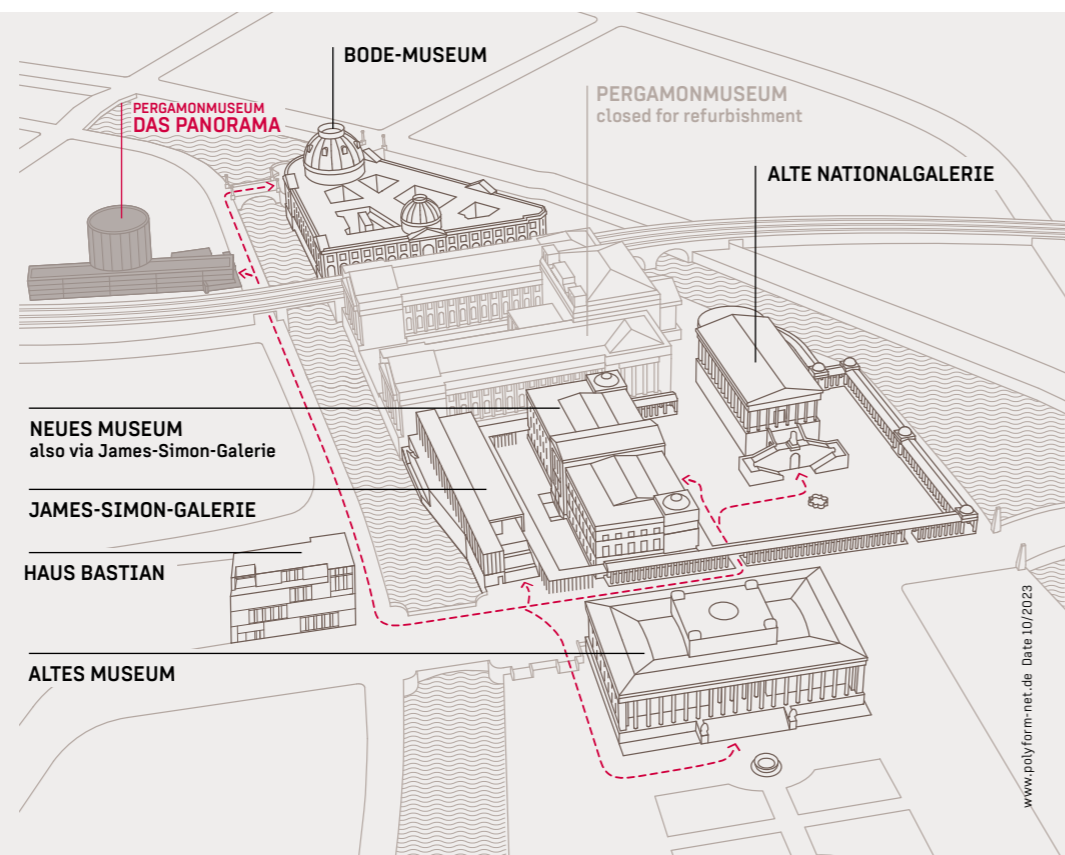 BODE-MUSEUM
PERGAMONMUSEUM
closed for refurbishment
PERGAMONMUSEUM
DAS PANORAMA
ALTE NATIONALGALERIE
NEUES MUSEUM
also via James-Simon-Galerie
JAMES-SIMON-GALERIE
HAUS BASTIAN
ALTES MUSEUM
www.polyform-net.de Date 10/2023